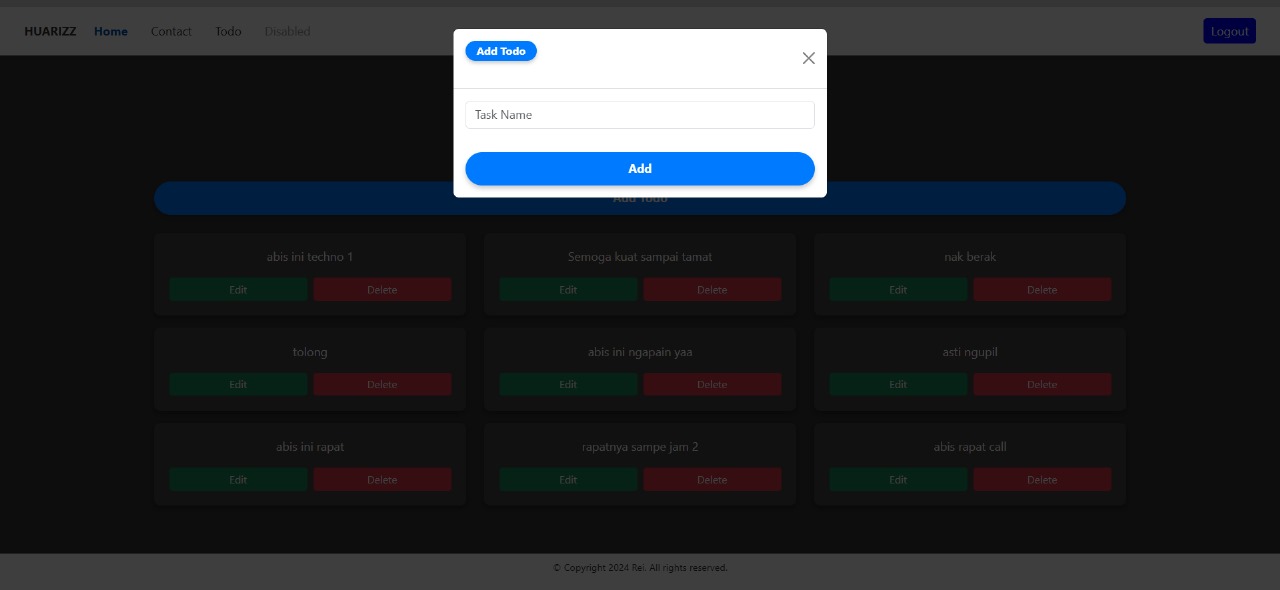 HUARIZZ Home Contact Todo Disabled Logout
Add Todo
Task Name
Add
Add Todo
abis ini techno 1 Semoga kuat sampai tamat nak berak
Edit Delete Edit Delete Edit Delete
tolong abis ini ngapain yaa asti ngupil
Edit Delete Edit Delete Edit Delete
abis ini rapat rapatnya sampe jam 2 abis rapat call
Edit Delete Edit Delete Edit Delete
© Copyright 2024 Rei. All rights reserved.